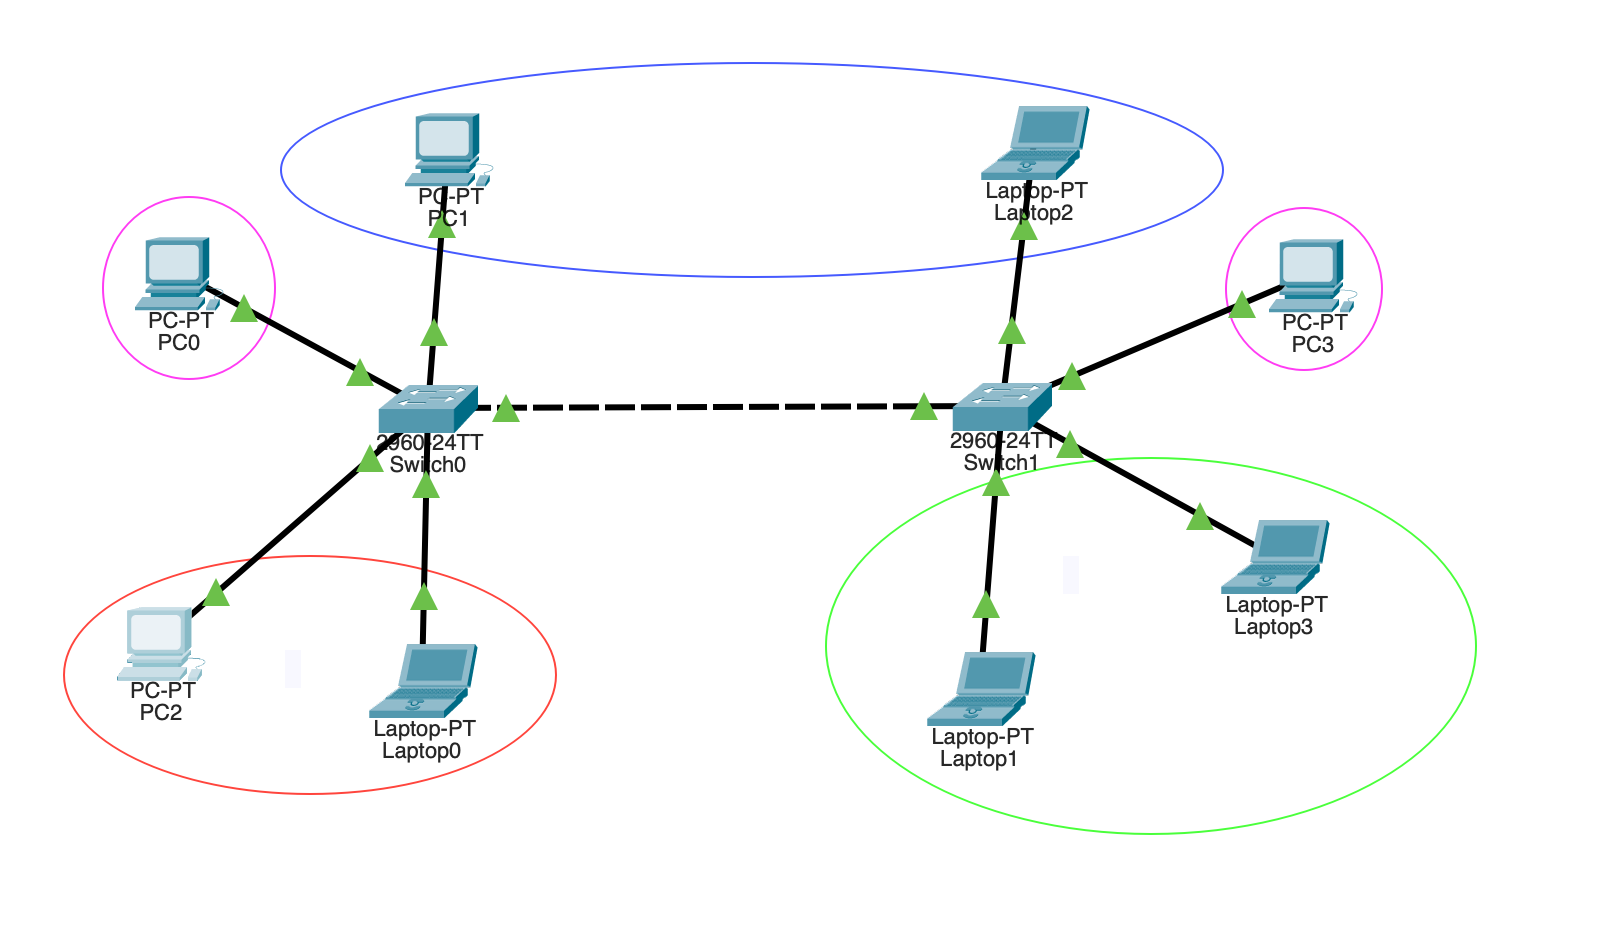 PC-PT
PC1
Laptop-PT
Laptop2
PC-PT
PC0
PC-PT
PC3
2960-24TT
Switch0
2960-24TT
Switch1
PC-PT
PC2
Laptop-PT
Laptop0
Laptop-PT
Laptop3
Laptop-PT
Laptop1